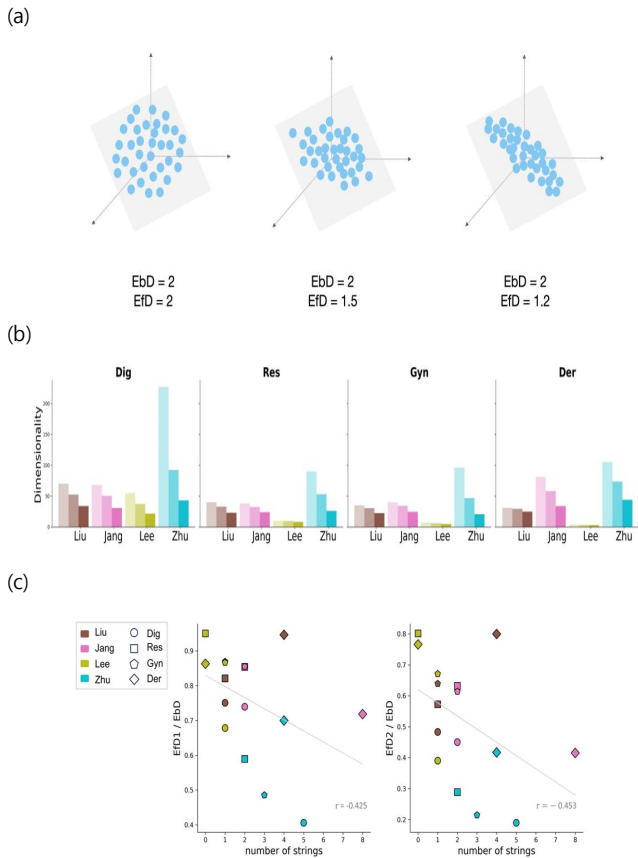 (a)
EbD = 2
EfD = 2
EbD = 2
EfD = 1.5
EbD = 2
EfD = 1.2
(b)
Dig
Res
Gyn
Der
Dimensionality
200
150
100
50
0
Liu
Jang
Lee
Zhu
Liu
Jang
Lee
Zhu
Liu
Jang
Lee
Zhu
Liu
Jang
Lee
Zhu
(c)
Liu
Jang
Lee
Zhu
Dig
Res
Gyn
Der
EfD1 / EbD
0.9
0.8
0.7
0.6
0.5
0.4
r = -0.425
0 1 2 3 4 5 6 7 8
number of strings
EfD2 / EbD
0.8
0.7
0.6
0.5
0.4
0.3
0.2
r = − 0.453
0 1 2 3 4 5 6 7 8
number of strings